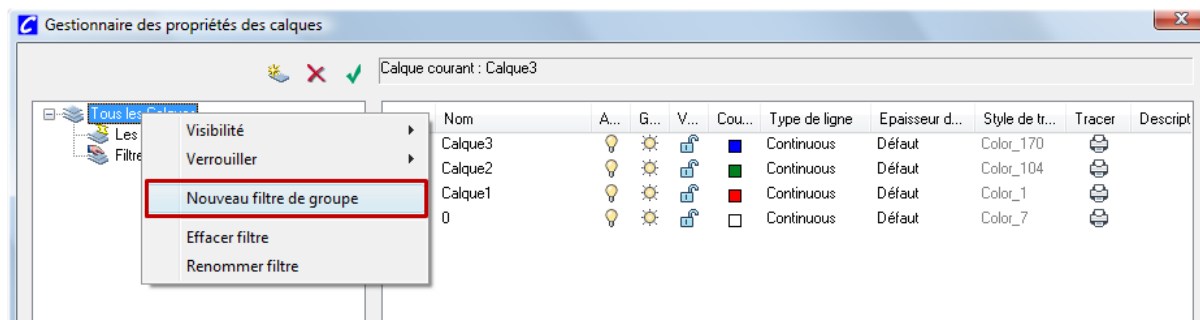 Gestionnaire des propriétés des calques
Calque courant : Calque3
Tous les Calques
Les
Filtre
Visibilité
Verrouiller
Nouveau filtre de groupe
Effacer filtre
Renommer filtre
Nom A... G... V... Cou... Type de ligne Epaisseur d... Style de tr... Tracer Descript
Calque3 Continuous Défaut Color_170
Calque2 Continuous Défaut Color_104
Calque1 Continuous Défaut Color_1
0 Continuous Défaut Color_7